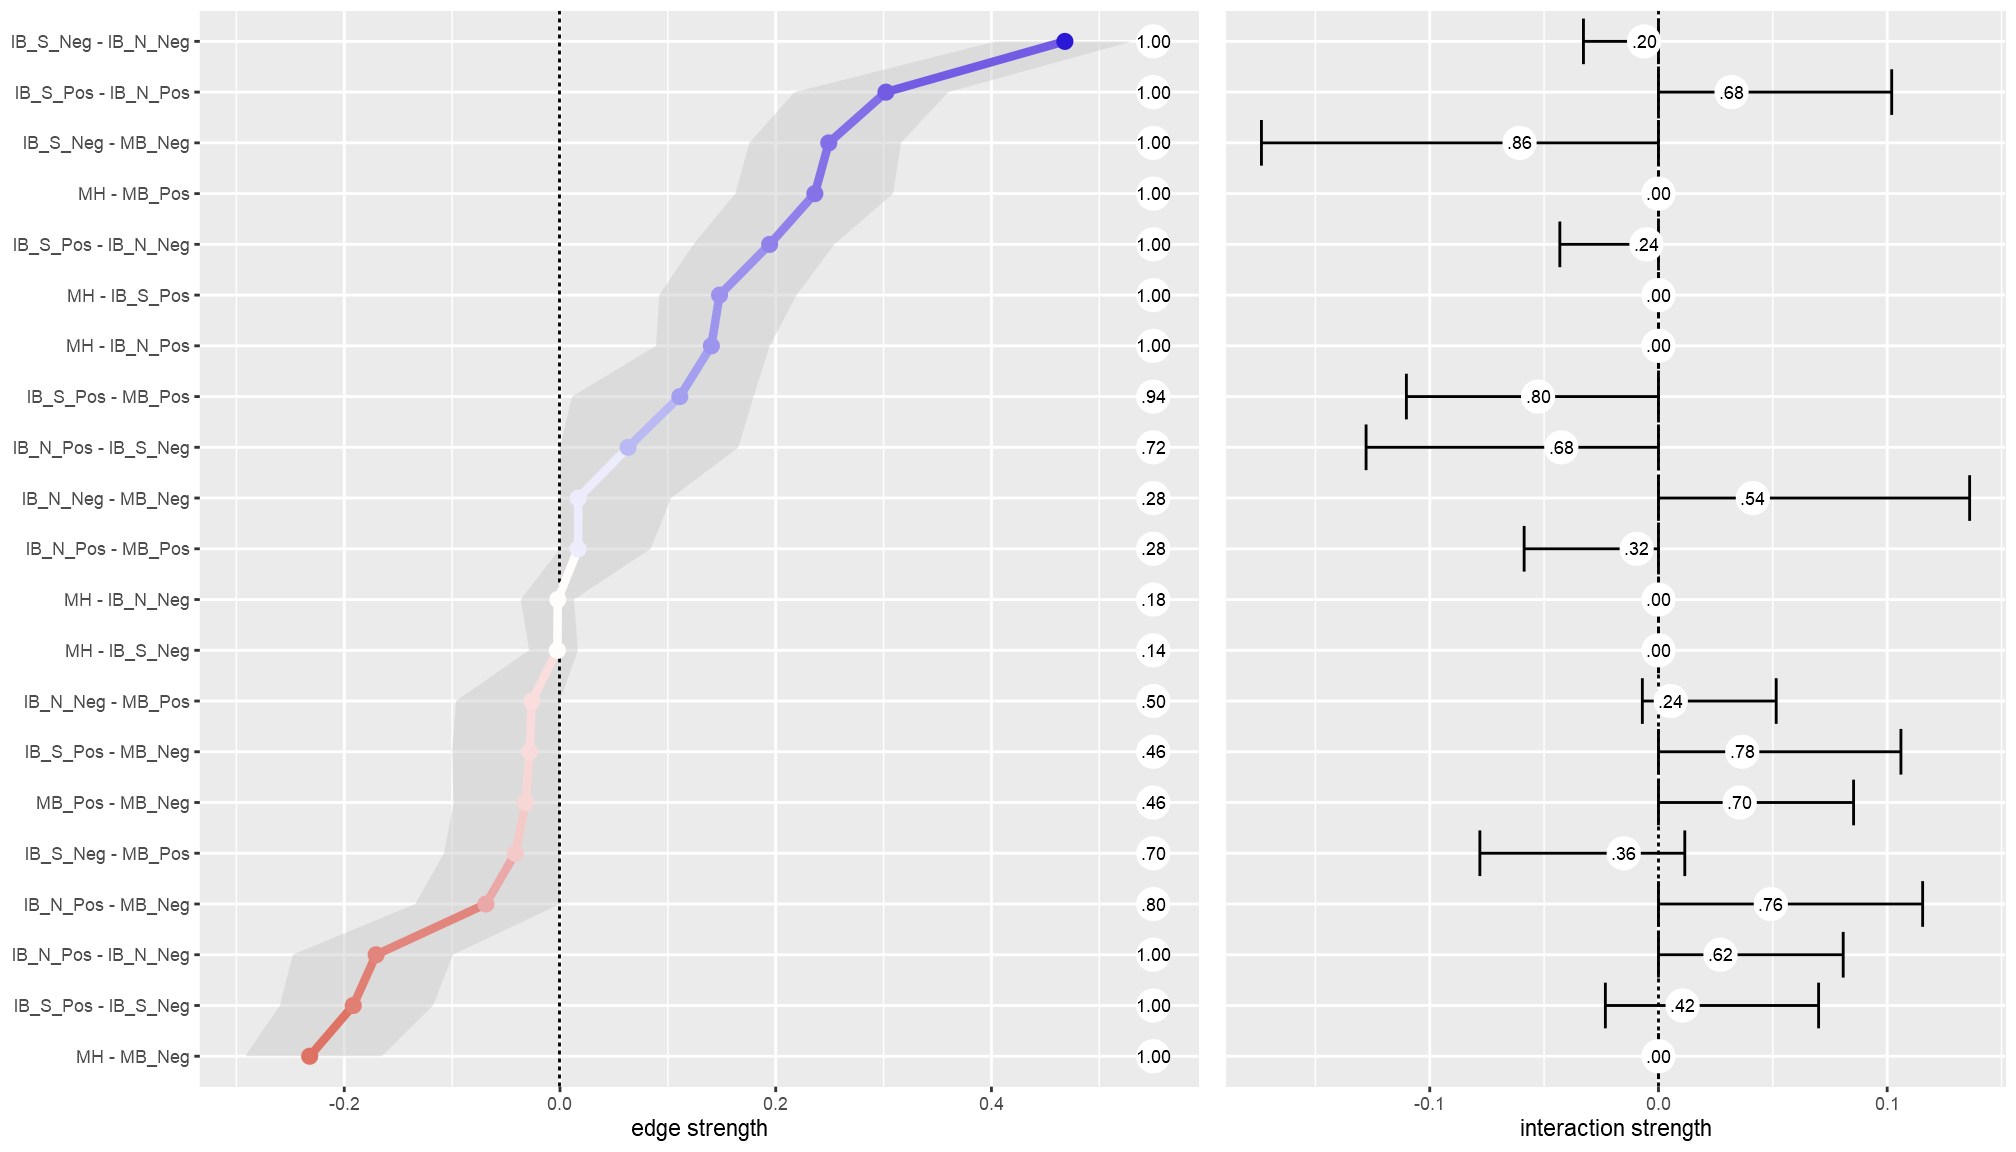 IB_S_Neg - IB_N_Neg 1.00 .20
IB_S_Pos - IB_N_Pos 1.00 .68
IB_S_Neg - MB_Neg 1.00 .86
MH - MB_Pos 1.00 .00
IB_S_Pos - IB_N_Neg 1.00 .24
MH - IB_S_Pos 1.00 .00
MH - IB_N_Pos 1.00 .00
IB_S_Pos - MB_Pos .94 .80
IB_N_Pos - IB_S_Neg .72 .68
IB_N_Neg - MB_Neg .28 .54
IB_N_Pos - MB_Pos .28 .32
MH - IB_N_Neg .18 .00
MH - IB_S_Neg .14 .00
IB_N_Neg - MB_Pos .50 .24
IB_S_Pos - MB_Neg .46 .78
MB_Pos - MB_Neg .46 .70
IB_S_Neg - MB_Pos .70 .36
IB_N_Pos - MB_Neg .80 .76
IB_N_Pos - IB_N_Neg 1.00 .62
IB_S_Pos - IB_S_Neg 1.00 .42
MH - MB_Neg 1.00 .00
-0.2 0.0 0.2 0.4 -0.1 0.0 0.1
edge strength interaction strength